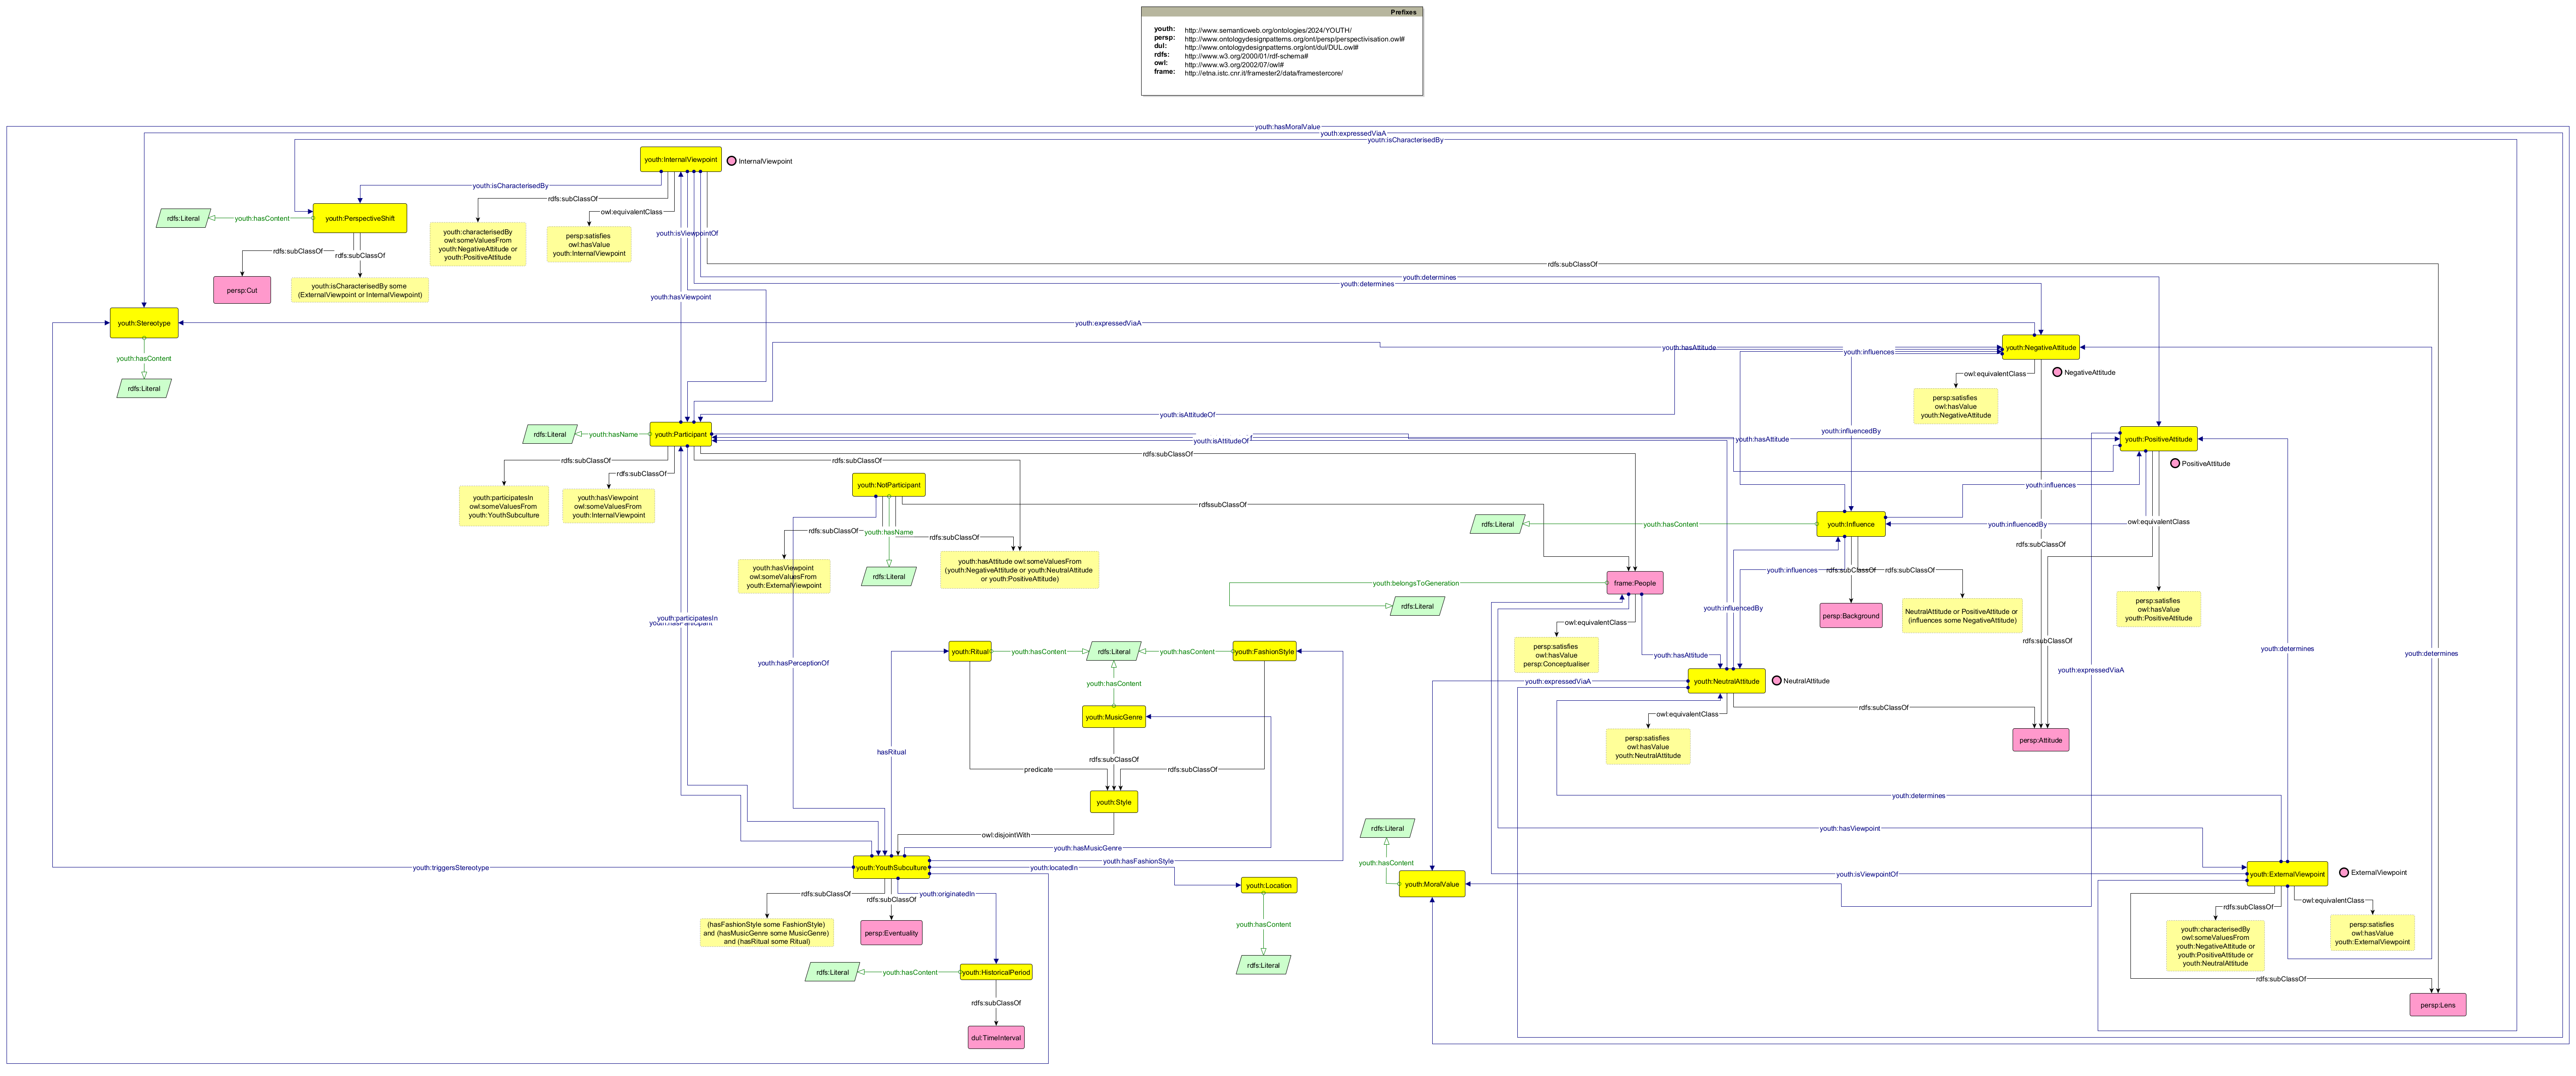 Prefixes
youth: http://www.semanticweb.org/ontologies/2024/YOUTH/
persp: http://www.ontologydesignpatterns.org/ont/persp/perspectivisation.owl#
dul: http://www.ontologydesignpatterns.org/ont/dul/DUL.owl#
rdfs: http://www.w3.org/2000/01/rdf-schema#
owl: http://www.w3.org/2002/07/owl#
frame: http://etna.istc.cnr.it/framester2/data/framestercore/
youth:hasMoralValue
youth:expressedViaA
youth:isCharacterisedBy
youth:InternalViewpoint
InternalViewpoint
youth:isCharacterisedBy
rdfs:subClassOf
owl:equivalentClass
rdfs:Literal
youth:hasContent
youth:PerspectiveShift
youth:characterisedBy
owl:someValuesFrom
youth:NegativeAttitude or
youth:PositiveAttitude
persp:satisfies
owl:hasValue
youth:InternalViewpoint
youth:isViewpointOf
rdfs:subClassOf
rdfs:subClassOf
rdfs:subClassOf
persp:Cut
youth:isCharacterisedBy some
(ExternalViewpoint or InternalViewpoint)
youth:determines
youth:determines
youth:hasViewpoint
youth:Stereotype
youth:expressedViaA
youth:hasContent
rdfs:Literal
youth:hasAttitude
youth:influences
youth:NegativeAttitude
NegativeAttitude
owl:equivalentClass
persp:satisfies
owl:hasValue
youth:NegativeAttitude
youth:isAttitudeOf
rdfs:Literal
youth:hasName
youth:Participant
youth:isAttitudeOf
youth:hasAttitude
youth:influencedBy
youth:PositiveAttitude
PositiveAttitude
rdfs:subClassOf
rdfs:subClassOf
rdfs:subClassOf
rdfs:subClassOf
youth:participatesIn
owl:someValuesFrom
youth:YouthSubculture
youth:hasViewpoint
owl:someValuesFrom
youth:InternalViewpoint
youth:NotParticipant
rdfssubClassOf
youth:influences
rdfs:subClassOf
youth:hasName
rdfs:subClassOf
rdfs:Literal
youth:hasContent
youth:Influence
youth:influencedBy
owl:equivalentClass
rdfs:subClassOf
youth:hasViewpoint
owl:someValuesFrom
youth:ExternalViewpoint
rdfs:Literal
youth:hasAttitude owl:someValuesFrom
(youth:NegativeAttitude or youth:NeutralAttitude
or youth:PositiveAttitude)
youth:belongsToGeneration
frame:People
rdfs:Literal
youth:influences
rdfs:subClassOf
rdfs:subClassOf
youth:influencedBy
persp:Background
NeutralAttitude or PositiveAttitude or
(influences some NegativeAttitude)
persp:satisfies
owl:hasValue
youth:PositiveAttitude
youth:participatesIn
youth:hasParticipant
owl:equivalentClass
persp:satisfies
owl:hasValue
persp:Conceptualiser
rdfs:subClassOf
youth:determines
youth:determines
youth:Ritual
youth:hasContent
rdfs:Literal
youth:hasContent
youth:FashionStyle
youth:hasAttitude
youth:hasPerceptionOf
youth:expressedViaA
youth:hasContent
youth:expressedViaA
youth:NeutralAttitude
NeutralAttitude
youth:MusicGenre
owl:equivalentClass
rdfs:subClassOf
persp:satisfies
owl:hasValue
youth:NeutralAttitude
persp:Attitude
hasRitual
rdfs:subClassOf
predicate
rdfs:subClassOf
youth:Style
youth:determines
owl:disjointWith
rdfs:Literal
youth:hasViewpoint
youth:hasMusicGenre
youth:triggersStereotype
youth:YouthSubculture
youth:hasFashionStyle
youth:locatedIn
youth:hasContent
youth:isViewpointOf
youth:ExternalViewpoint
ExternalViewpoint
youth:Location
youth:MoralValue
rdfs:subClassOf
rdfs:subClassOf
youth:originatedIn
rdfs:subClassOf
owl:equivalentClass
(hasFashionStyle some FashionStyle)
and (hasMusicGenre some MusicGenre)
and (hasRitual some Ritual)
persp:Eventuality
youth:hasContent
rdfs:Literal
youth:characterisedBy
owl:someValuesFrom
youth:NegativeAttitude or
youth:PositiveAttitude or
youth:NeutralAttitude
persp:satisfies
owl:hasValue
youth:ExternalViewpoint
rdfs:Literal
youth:hasContent
youth:HistoricalPeriod
rdfs:subClassOf
rdfs:subClassOf
persp:Lens
dul:TimeInterval